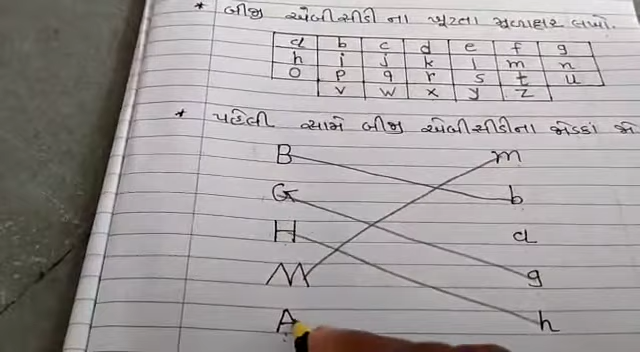 * બીજી એબીસીડી ના ખૂટતા મૂળાક્ષર લખો.
a b c d e f g
h i j k l m n
o p q r s t u
v w x y z
* પહેલી સામે બીજી એબીસીડીના જોડકાં જો
B m
G b
H a
M g
A h